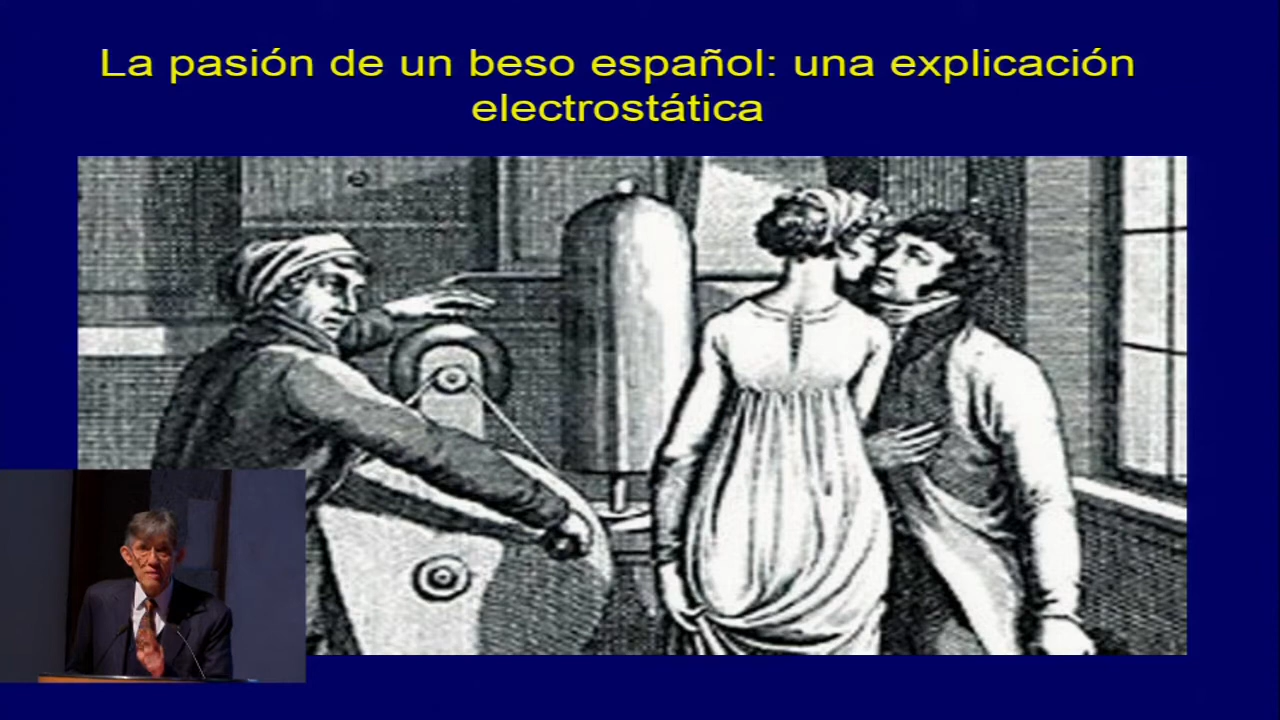 La pasión de un beso español: una explicación
electrostática